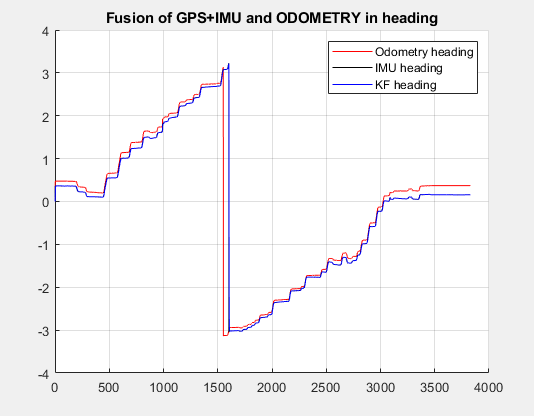 Fusion of GPS+IMU and ODOMETRY in heading
Odometry heading
IMU heading
KF heading
4
3
2
1
0
-1
-2
-3
-4
0 500 1000 1500 2000 2500 3000 3500 4000